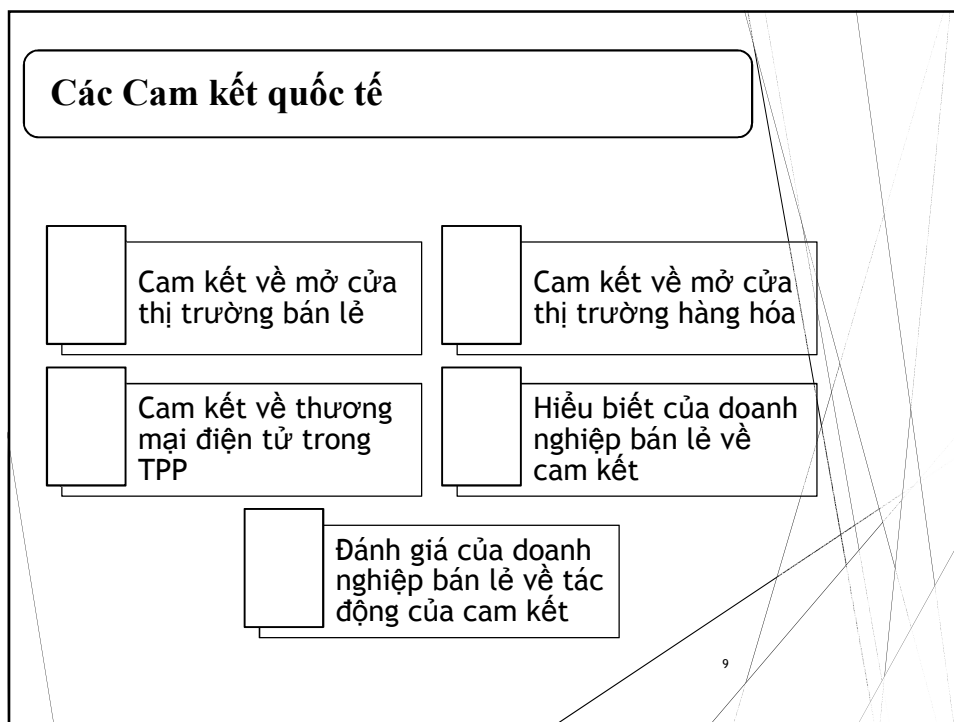 Các Cam kết quốc tế
Cam kết về mở cửa
thị trường bán lẻ
Cam kết về mở cửa
thị trường hàng hóa
Cam kết về thương
mại điện tử trong
TPP
Hiểu biết của doanh
nghiệp bán lẻ về
cam kết
Đánh giá của doanh
nghiệp bán lẻ về tác
động của cam kết
9